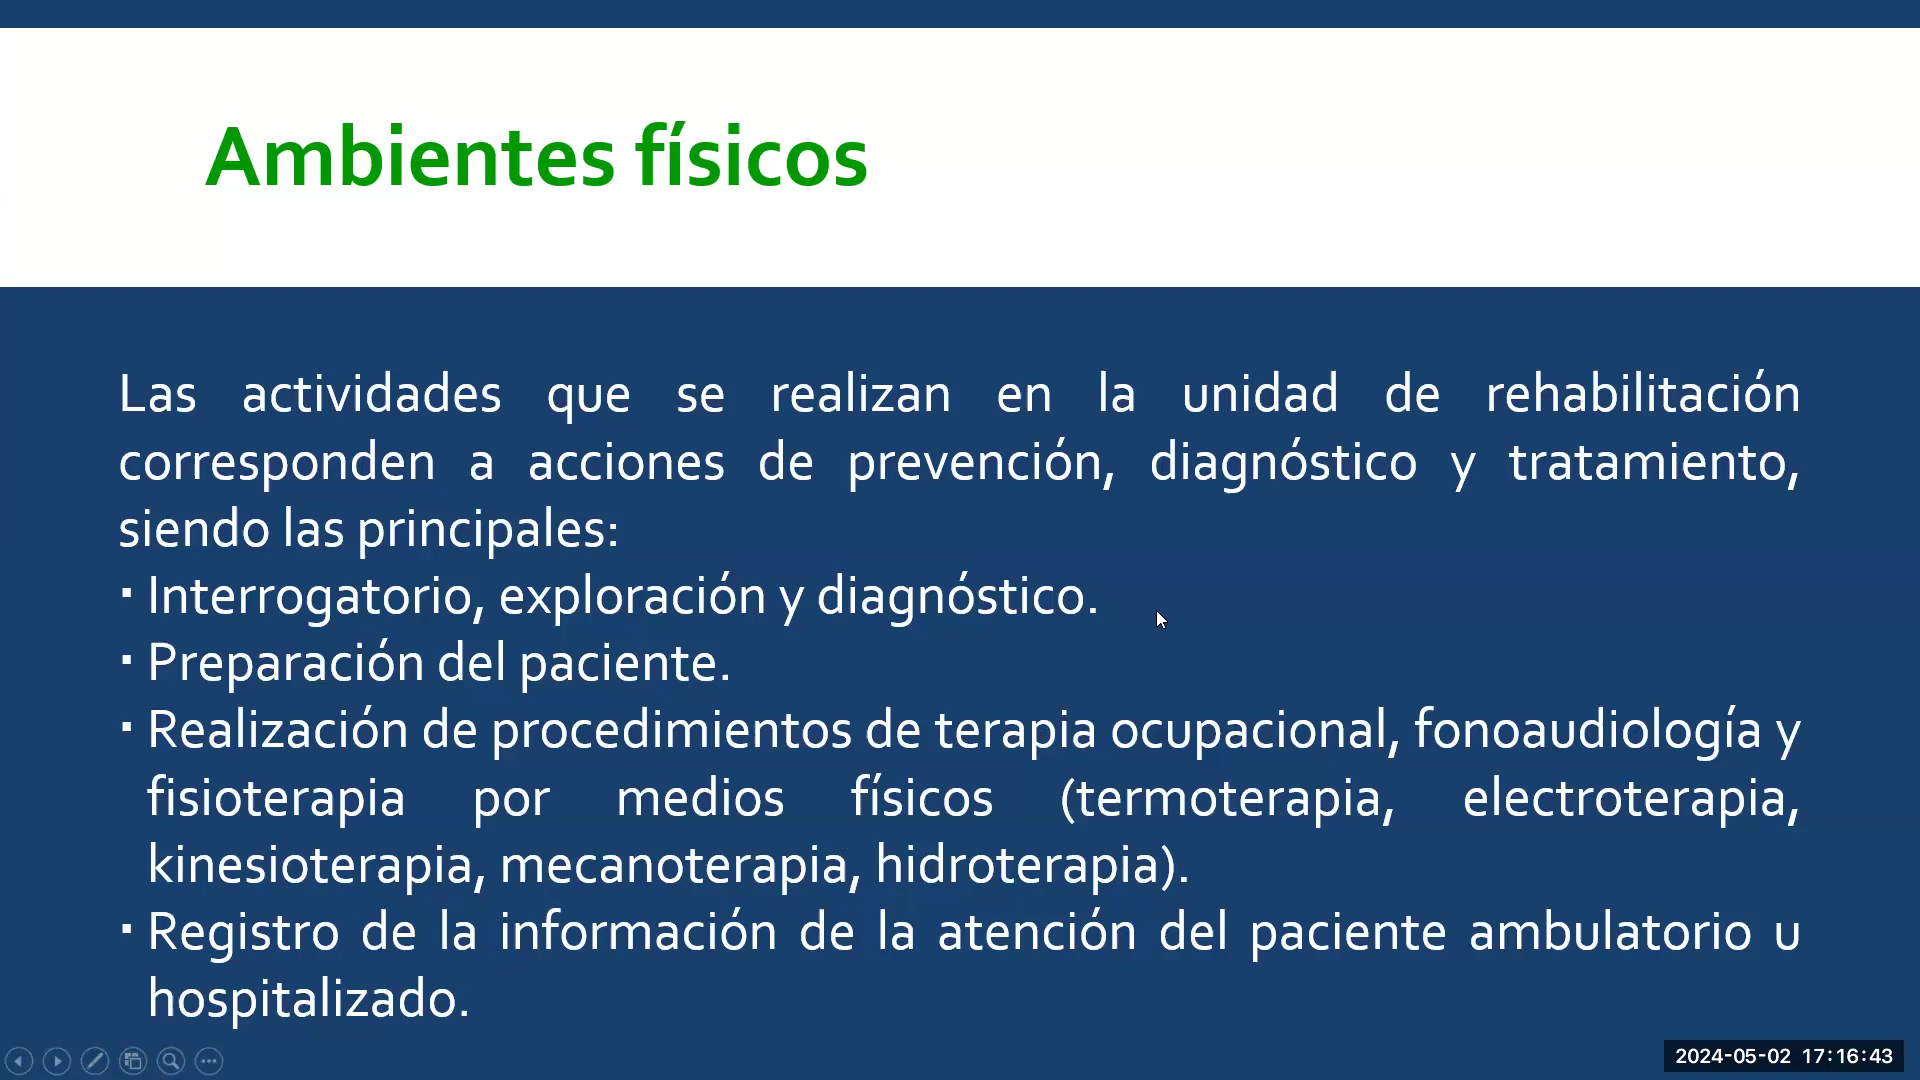 Ambientes físicos
Las actividades que se realizan en la unidad de rehabilitación
corresponden a acciones de prevención, diagnóstico y tratamiento,
siendo las principales:
▪ Interrogatorio, exploración y diagnóstico.
▪ Preparación del paciente.
▪ Realización de procedimientos de terapia ocupacional, fonoaudiología y
fisioterapia por medios físicos (termoterapia, electroterapia,
kinesioterapia, mecanoterapia, hidroterapia).
▪ Registro de la información de la atención del paciente ambulatorio u
hospitalizado.
2024-05-02 17:16:43